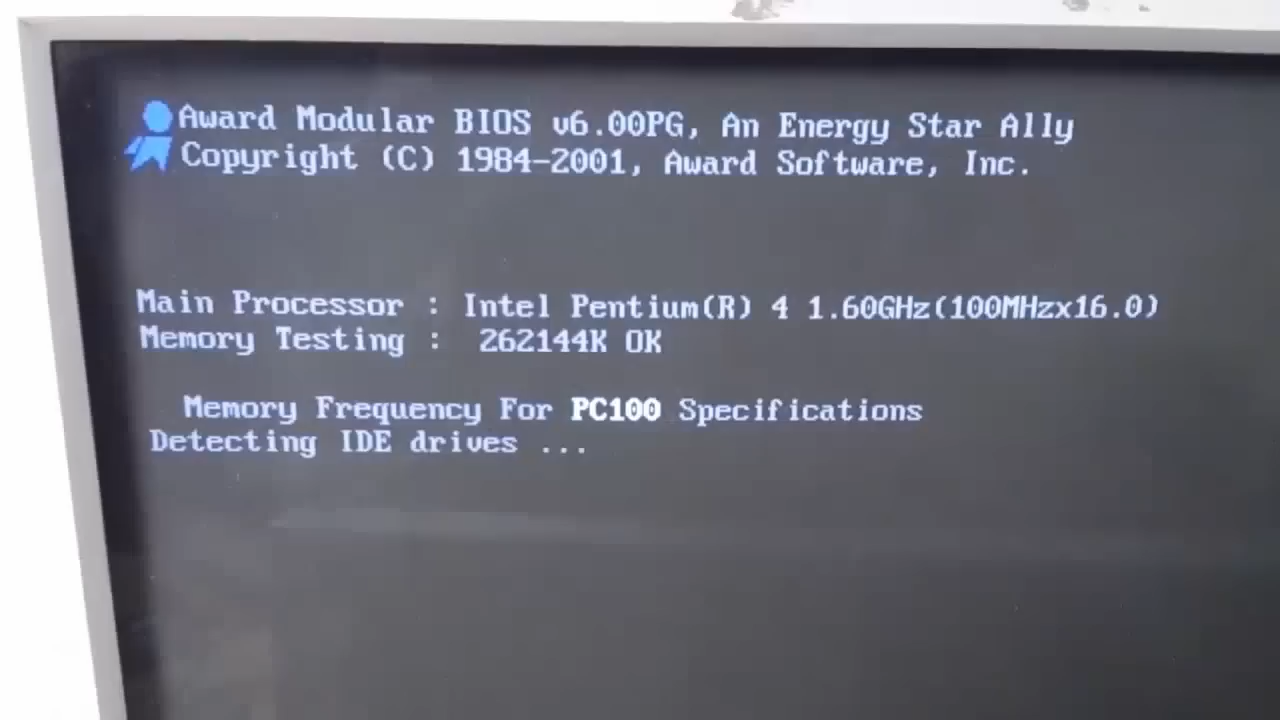 Award Modular BIOS v6.00PG, An Energy Star Ally
Copyright (C) 1984-2001, Award Software, Inc.
Main Processor : Intel Pentium(R) 4 1.60GHz(100MHzx16.0)
Memory Testing : 262144K OK
Memory Frequency For PC100 Specifications
Detecting IDE drives ...